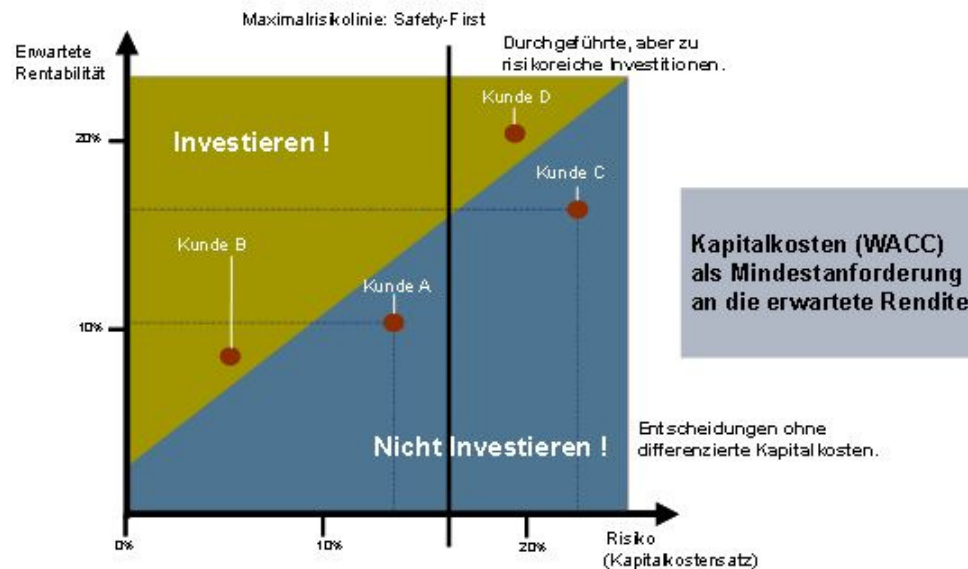 Maximalrisikolinie: Safety-First
Erwartete
Rentabilität
Durchgeführte, aber zu
risikoreiche Investitionen.
Kunde D
20%
Investieren !
Kunde C
Kunde B
Kapitalkosten (WACC)
als Mindestanforderung
an die erwartete Rendite
Kunde A
10%
Entscheidungen ohne
differenzierte Kapitalkosten.
Nicht Investieren !
0%
10%
20%
Risiko
(Kapitalkostensatz)